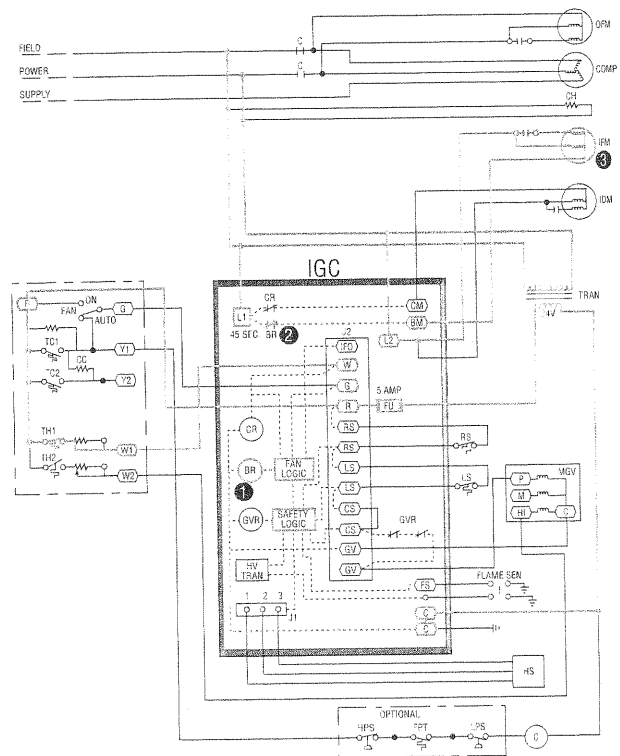 OFM
C
FIELD
POWER
C
COMP
SUPPLY
CH
IFM
3
IDM
IGC
TRAN
CR
CM
L1
BM
45 SEC BR 2
L2
J2
ON
FAN
G
AUTO
IFO
W
TC1
Y1
G
5 AMP
CC
R
FU
TC2
Y2
RS
CR
RS
RS
TH1
W1
LS
LS
TH2
W2
BR
FAN
LOGIC
LS
MGV
P
1
CS
M
GVR
SAFETY
LOGIC
CS
GVR
HI
C
GV
HV
TRAN
GV
FS
FLAME SEN
1 2 3
J1
C
C
HS
OPTIONAL
HPS
FPT
LPS
C